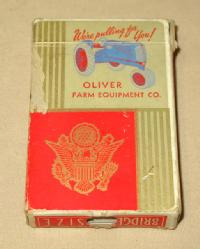 We're pulling for You!
OLIVER
FARM EQUIPMENT CO.
BRIDGE SIZE